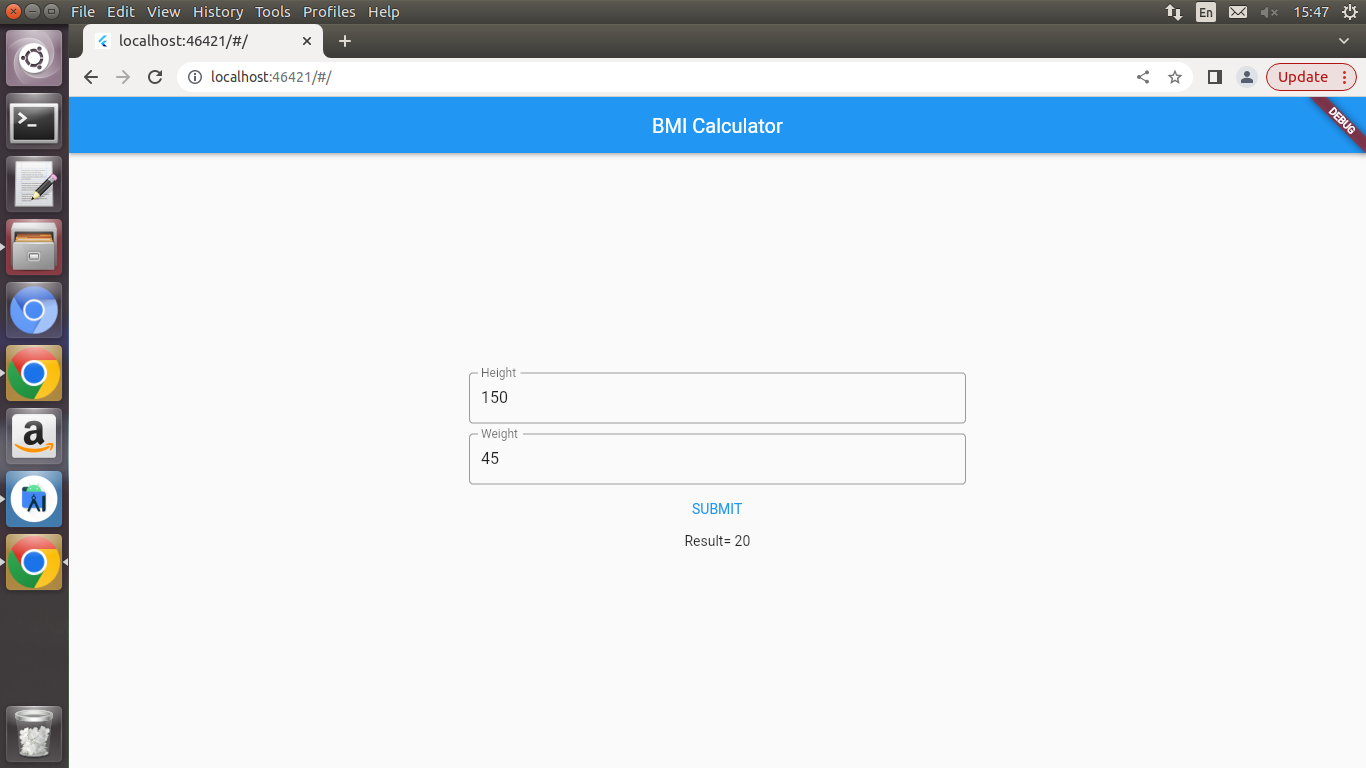 File Edit View History Tools Profiles Help
En
15:47
localhost:46421/#/
localhost:46421/#/
Update
BMI Calculator
DEBUG
Height
150
Weight
45
SUBMIT
Result= 20